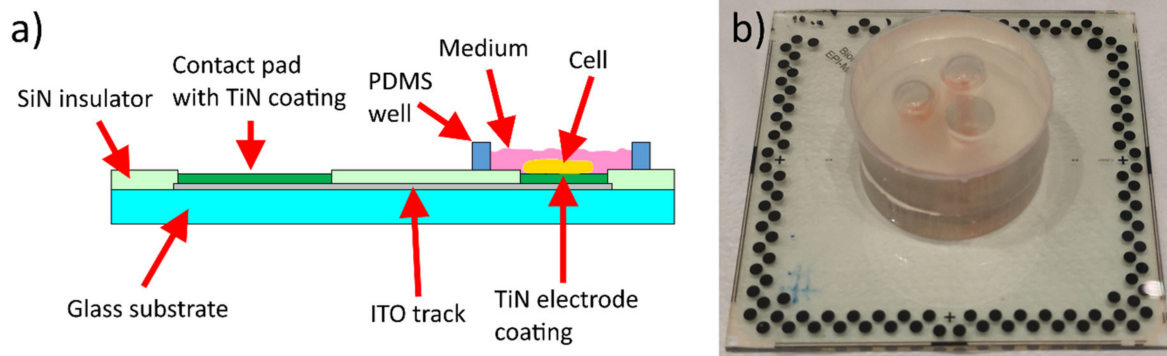 a)
SiN insulator
Contact pad
with TiN coating
PDMS
well
Medium
Cell
Glass substrate
ITO track
TiN electrode
coating
b)